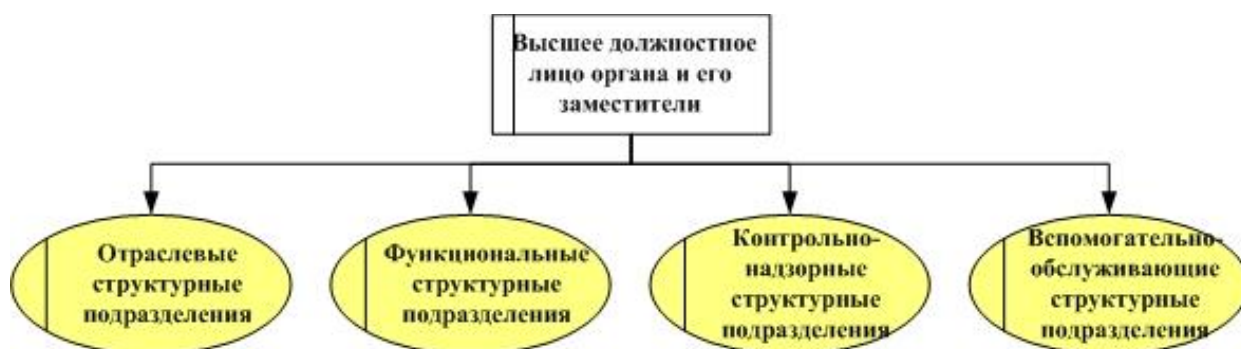 Высшее должностное
лицо органа и его
заместители
Отраслевые
структурные
подразделения
Функциональные
структурные
подразделения
Контрольно-
надзорные
структурные
подразделения
Вспомогательно-
обслуживающие
структурные
подразделения